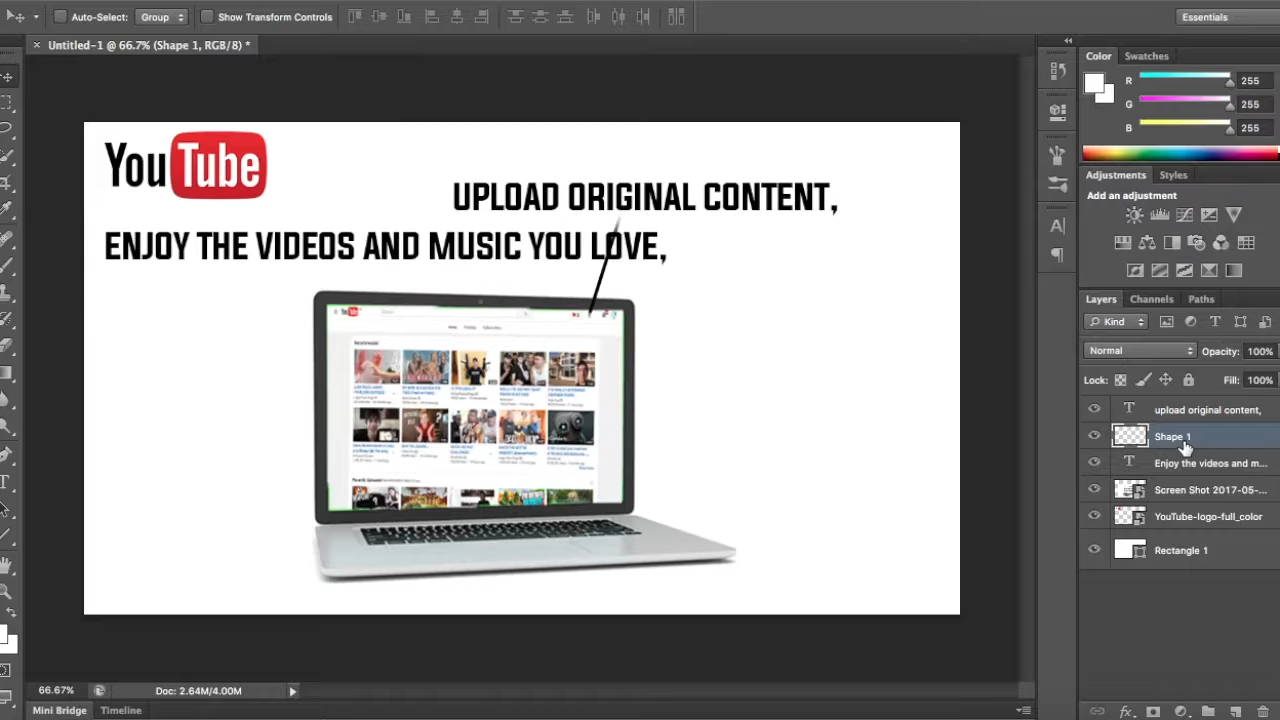 Auto-Select: Group Show Transform Controls Essentials
× Untitled-1 @ 66.7% (Shape 1, RGB/8) *
Color Swatches
R 255
G 255
B 255
Adjustments Styles
Add an adjustment
YouTube
UPLOAD ORIGINAL CONTENT,
ENJOY THE VIDEOS AND MUSIC YOU LOVE,
Layers Channels Paths
Kind
Normal Opacity: 100%
upload original content,
Shape 1
Enjoy the videos and m...
Screen Shot 2017-05-...
YouTube-logo-full_color
Rectangle 1
66.67% Doc: 2.64M/4.00M
Mini Bridge Timeline